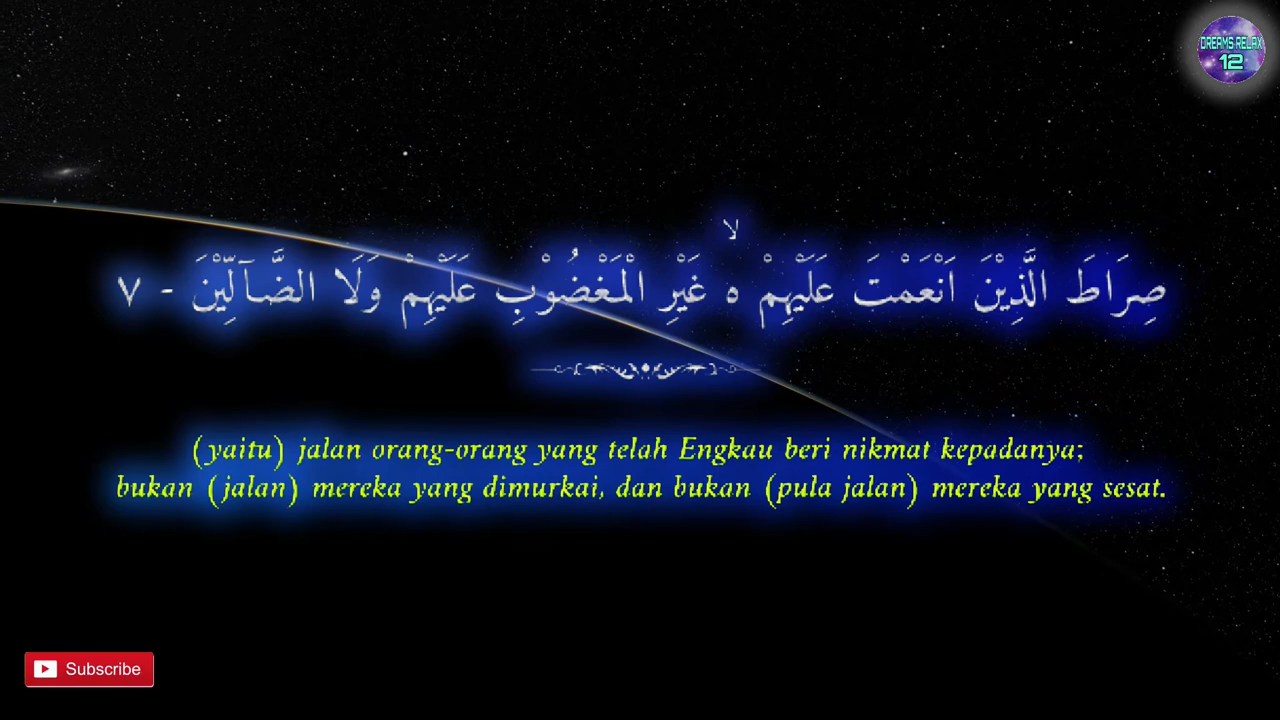 DREAMS RELAX
12
صِرَاطَ الَّذِيْنَ اَنْعَمْتَ عَلَيْهِمْ ەۙ غَيْرِ الْمَغْضُوْبِ عَلَيْهِمْ وَلَا الضَّاۤلِّيْنَ - ٧
(yaitu) jalan orang-orang yang telah Engkau beri nikmat kepadanya;
bukan (jalan) mereka yang dimurkai, dan bukan (pula jalan) mereka yang sesat.
Subscribe